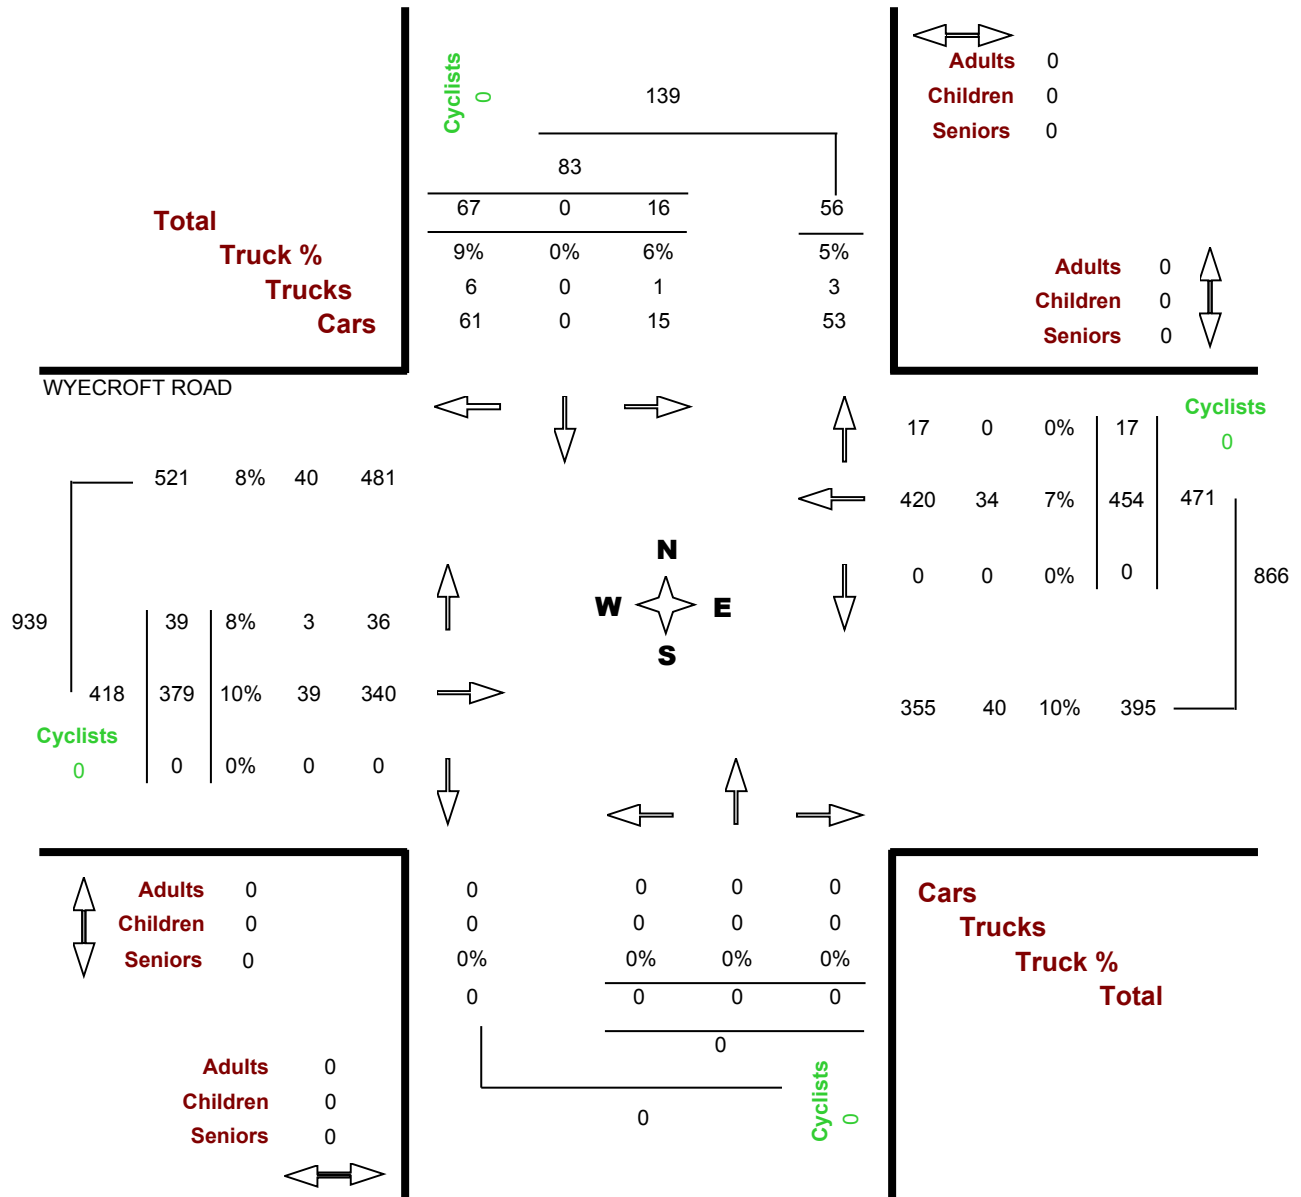 Cyclists
0
139
83
67 0 16 56
9% 0% 6% 5%
6 0 1 3
61 0 15 53
Total
Truck %
Trucks
Cars
Adults 0
Children 0
Seniors 0
Adults 0
Children 0
Seniors 0
WYECROFT ROAD
521 8% 40 481
939
39 8% 3 36
418 379 10% 39 340
0 0% 0 0
Cyclists
0
N
W E
S
17 0 0% 17
420 34 7% 454 471
0 0 0% 0
866
355 40 10% 395
Cyclists
0
Adults 0
Children 0
Seniors 0
Adults 0
Children 0
Seniors 0
0 0 0 0
0 0 0 0
0% 0% 0% 0%
0 0 0 0
0
0
Cyclists
0
Cars
Trucks
Truck %
Total